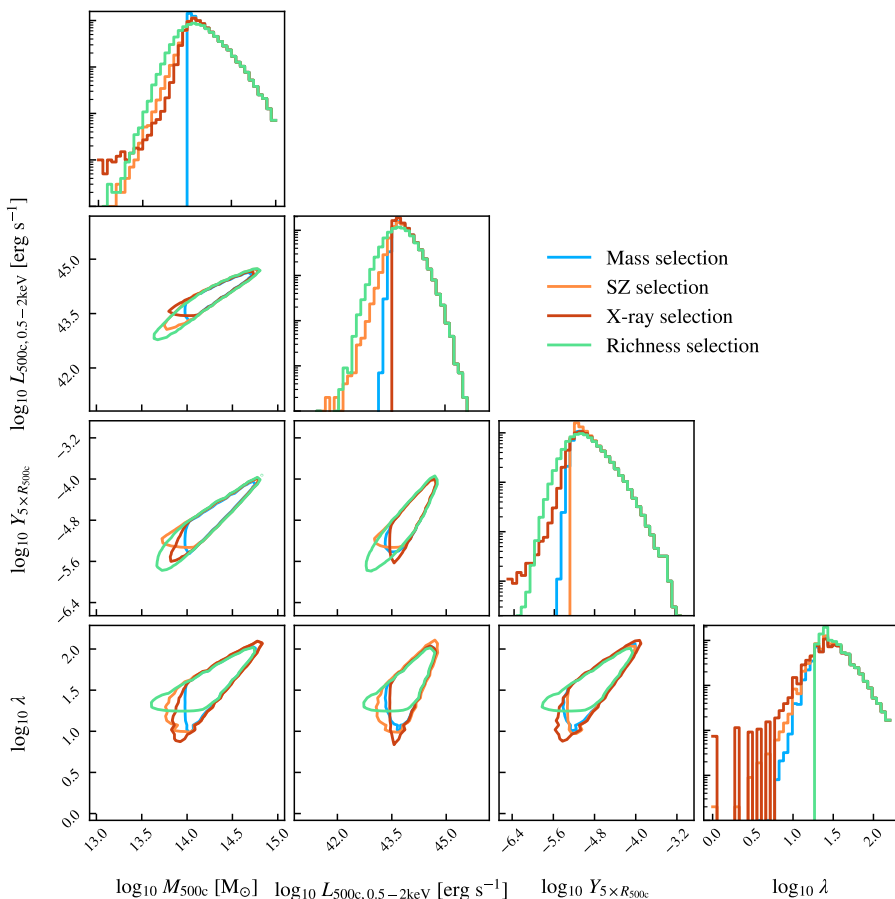 log₁₀ L₅₀₀c, 0.5−2keV [erg s⁻¹]
45.0
43.5
42.0
Mass selection
SZ selection
X-ray selection
Richness selection
log₁₀ Y₅×R₅₀₀c
−3.2
−4.0
−4.8
−5.6
−6.4
log₁₀ λ
2.0
1.5
1.0
0.5
0.0
13.0 13.5 14.0 14.5 15.0 42.0 43.5 45.0 −6.4 −5.6 −4.8 −4.0 −3.2 0.0 0.5 1.0 1.5 2.0
log₁₀ M₅₀₀c [M⊙] log₁₀ L₅₀₀c, 0.5−2keV [erg s⁻¹] log₁₀ Y₅×R₅₀₀c log₁₀ λ